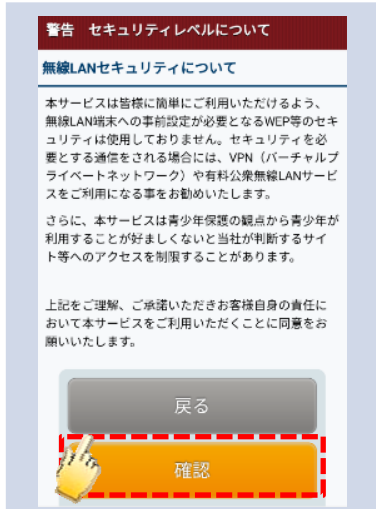 警告 セキュリティレベルについて
無線LANセキュリティについて
本サービスは皆様に簡単にご利用いただけるよう、
無線LAN端末への事前設定が必要となるWEP等のセキ
ュリティは使用しておりません。セキュリティを必
要とする通信をされる場合には、VPN（バーチャルプ
ライベートネットワーク）や有料公衆無線LANサービ
スをご利用になる事をお勧めいたします。
さらに、本サービスは青少年保護の観点から青少年が
利用することが好ましくないと当社が判断するサイ
ト等へのアクセスを制限することがあります。
上記をご理解、ご承諾いただきお客様自身の責任に
おいて本サービスをご利用いただくことに同意をお
願いいたします。
戻る
確認